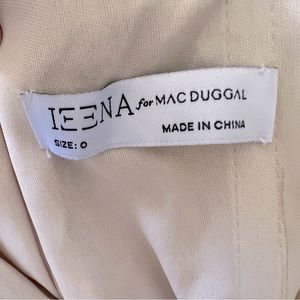 IEENA for MAC DUGGAL
SIZE: 0
MADE IN CHINA